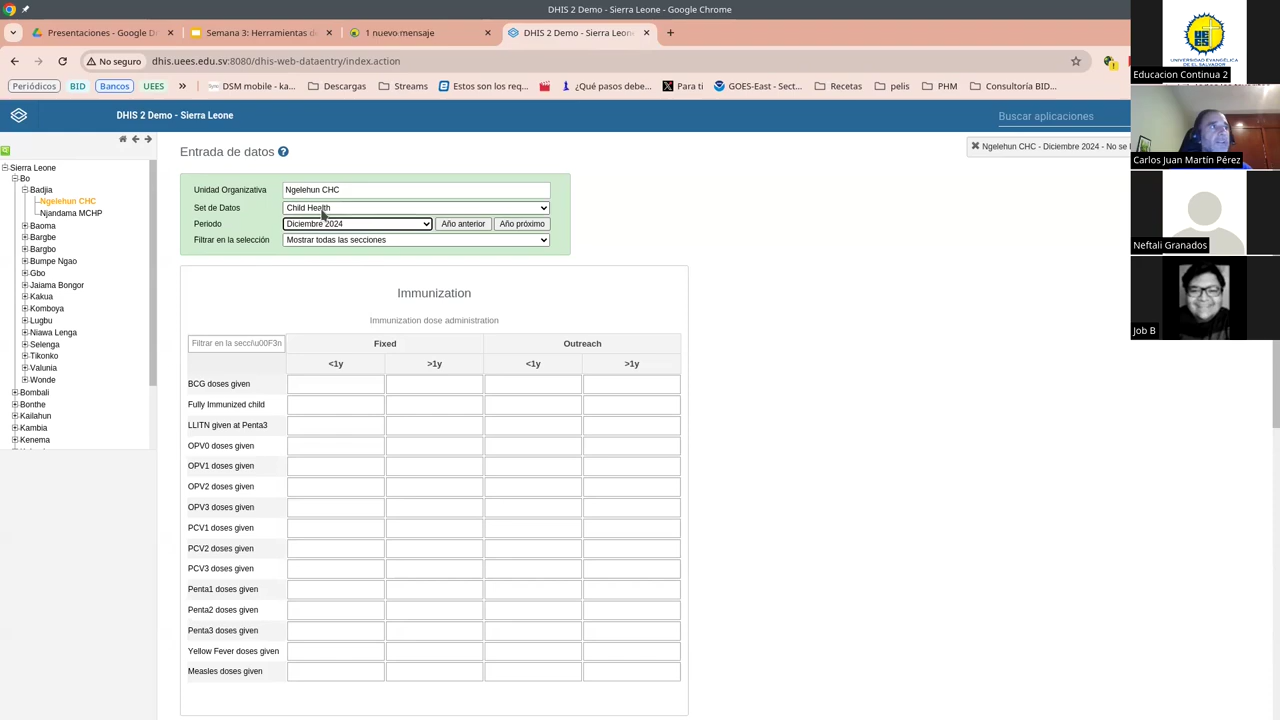 DHIS 2 Demo - Sierra Leone - Google Chrome
Presentaciones - Google D
Semana 3: Herramientas d
1 nuevo mensaje
DHIS 2 Demo - Sierra Leon
No seguro
dhis.uees.edu.sv:8080/dhis-web-dataentry/index.action
Periódicos
BID
Bancos
DSM mobile - ka...
Descargas
Streams
Estos son los req...
¿Qué pasos debe...
Para ti
GOES-East - Sect...
Recetas
PHM
Consultoría BID...
DHIS 2 Demo - Sierra Leone
Buscar aplicaciones
Sierra Leone
Bo
Badjia
Ngelehun CHC
Njandama MCHP
Baoma
Bargbe
Bargbo
Bumpe Ngao
Gbo
Jaiama Bongor
Kakua
Komboya
Lugbu
Niawa Lenga
Selenga
Tikonko
Valunia
Wonde
Bombali
Bonthe
Kailahun
Kambia
Kenema
Entrada de datos
Ngelehun CHC - Diciembre 2024 - No se
Unidad Organizativa
Ngelehun CHC
Set de Datos
Child Health
Periodo
Diciembre 2024
Año anterior
Año próximo
Filtrar en la selección
Mostrar todas las secciones
Immunization
Immunization dose administration
Filtrar en la secci\u00F3n
Fixed
Outreach
<1y
>1y
<1y
>1y
BCG doses given
Fully Immunized child
LLITN given at Penta3
OPV0 doses given
OPV1 doses given
OPV2 doses given
OPV3 doses given
PCV1 doses given
PCV2 doses given
PCV3 doses given
Penta1 doses given
Penta2 doses given
Penta3 doses given
Yellow Fever doses given
Measles doses given
UEES
UNIVERSIDAD EVANGÉLICA
DE EL SALVADOR
Educacion Continua 2
Carlos Juan Martín Pérez
Neftali Granados
Job B